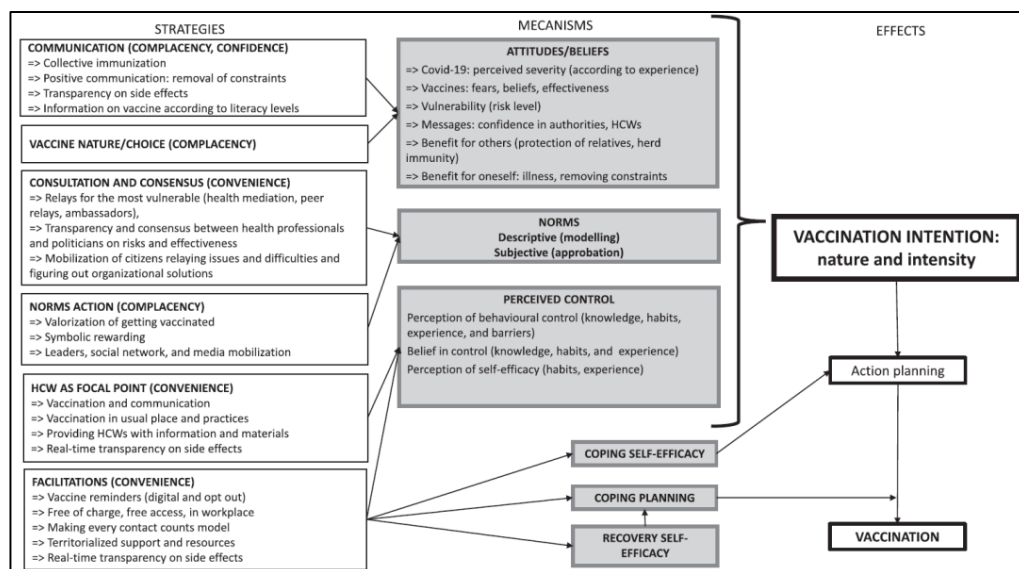 STRATEGIES
COMMUNICATION (COMPLACENCY, CONFIDENCE)
=> Collective immunization
=> Positive communication: removal of constraints
=> Transparency on side effects
=> Information on vaccine according to literacy levels
VACCINE NATURE/CHOICE (COMPLACENCY)
CONSULTATION AND CONSENSUS (CONVENIENCE)
=> Relays for the most vulnerable (health mediation, peer
relays, ambassadors),
=> Transparency and consensus between health professionals
and politicians on risks and effectiveness
=> Mobilization of citizens relaying issues and difficulties and
figuring out organizational solutions
NORMS ACTION (COMPLACENCY)
=> Valorization of getting vaccinated
=> Symbolic rewarding
=> Leaders, social network, and media mobilization
HCW AS FOCAL POINT (CONVENIENCE)
=> Vaccination and communication
=> Vaccination in usual place and practices
=> Providing HCWs with information and materials
=> Real-time transparency on side effects
FACILITATIONS (CONVENIENCE)
=> Vaccine reminders (digital and opt out)
=> Free of charge, free access, in workplace
=> Making every contact counts model
=> Territorialized support and resources
=> Real-time transparency on side effects
MECANISMS
ATTITUDES/BELIEFS
=> Covid-19: perceived severity (according to experience)
=> Vaccines: fears, beliefs, effectiveness
=> Vulnerability (risk level)
=> Messages: confidence in authorities, HCWs
=> Benefit for others (protection of relatives, herd
immunity)
=> Benefit for oneself: illness, removing constraints
NORMS
Descriptive (modelling)
Subjective (approbation)
PERCEIVED CONTROL
Perception of behavioural control (knowledge, habits,
experience, and barriers)
Belief in control (knowledge, habits, and experience)
Perception of self-efficacy (habits, experience)
COPING SELF-EFFICACY
COPING PLANNING
RECOVERY SELF-
EFFICACY
EFFECTS
VACCINATION INTENTION:
nature and intensity
Action planning
VACCINATION